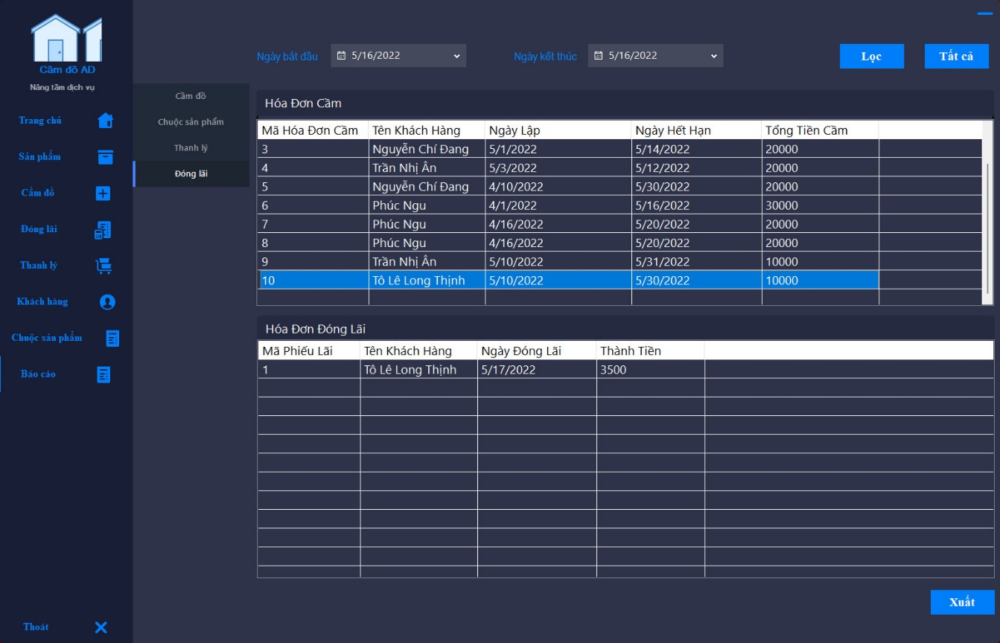 Cầm đồ AD
Nâng tầm dịch vụ
Trang chủ
Sản phẩm
Cầm đồ
Đóng lãi
Thanh lý
Khách hàng
Chuộc sản phẩm
Báo cáo
Thoát
Cầm đồ
Chuộc sản phẩm
Thanh lý
Đóng lãi
Ngày bắt đầu 5/16/2022 Ngày kết thúc 5/16/2022 Lọc Tất cả
Hóa Đơn Cầm
Mã Hóa Đơn Cầm Tên Khách Hàng Ngày Lập Ngày Hết Hạn Tổng Tiền Cầm
3 Nguyễn Chí Đang 5/1/2022 5/14/2022 20000
4 Trần Nhị Ân 5/3/2022 5/12/2022 20000
5 Nguyễn Chí Đang 4/10/2022 5/30/2022 20000
6 Phúc Ngu 4/1/2022 5/16/2022 30000
7 Phúc Ngu 4/16/2022 5/20/2022 20000
8 Phúc Ngu 4/16/2022 5/20/2022 20000
9 Trần Nhị Ân 5/10/2022 5/31/2022 10000
10 Tô Lê Long Thịnh 5/10/2022 5/30/2022 10000
Hóa Đơn Đóng Lãi
Mã Phiếu Lãi Tên Khách Hàng Ngày Đóng Lãi Thành Tiền
1 Tô Lê Long Thịnh 5/17/2022 3500
Xuất